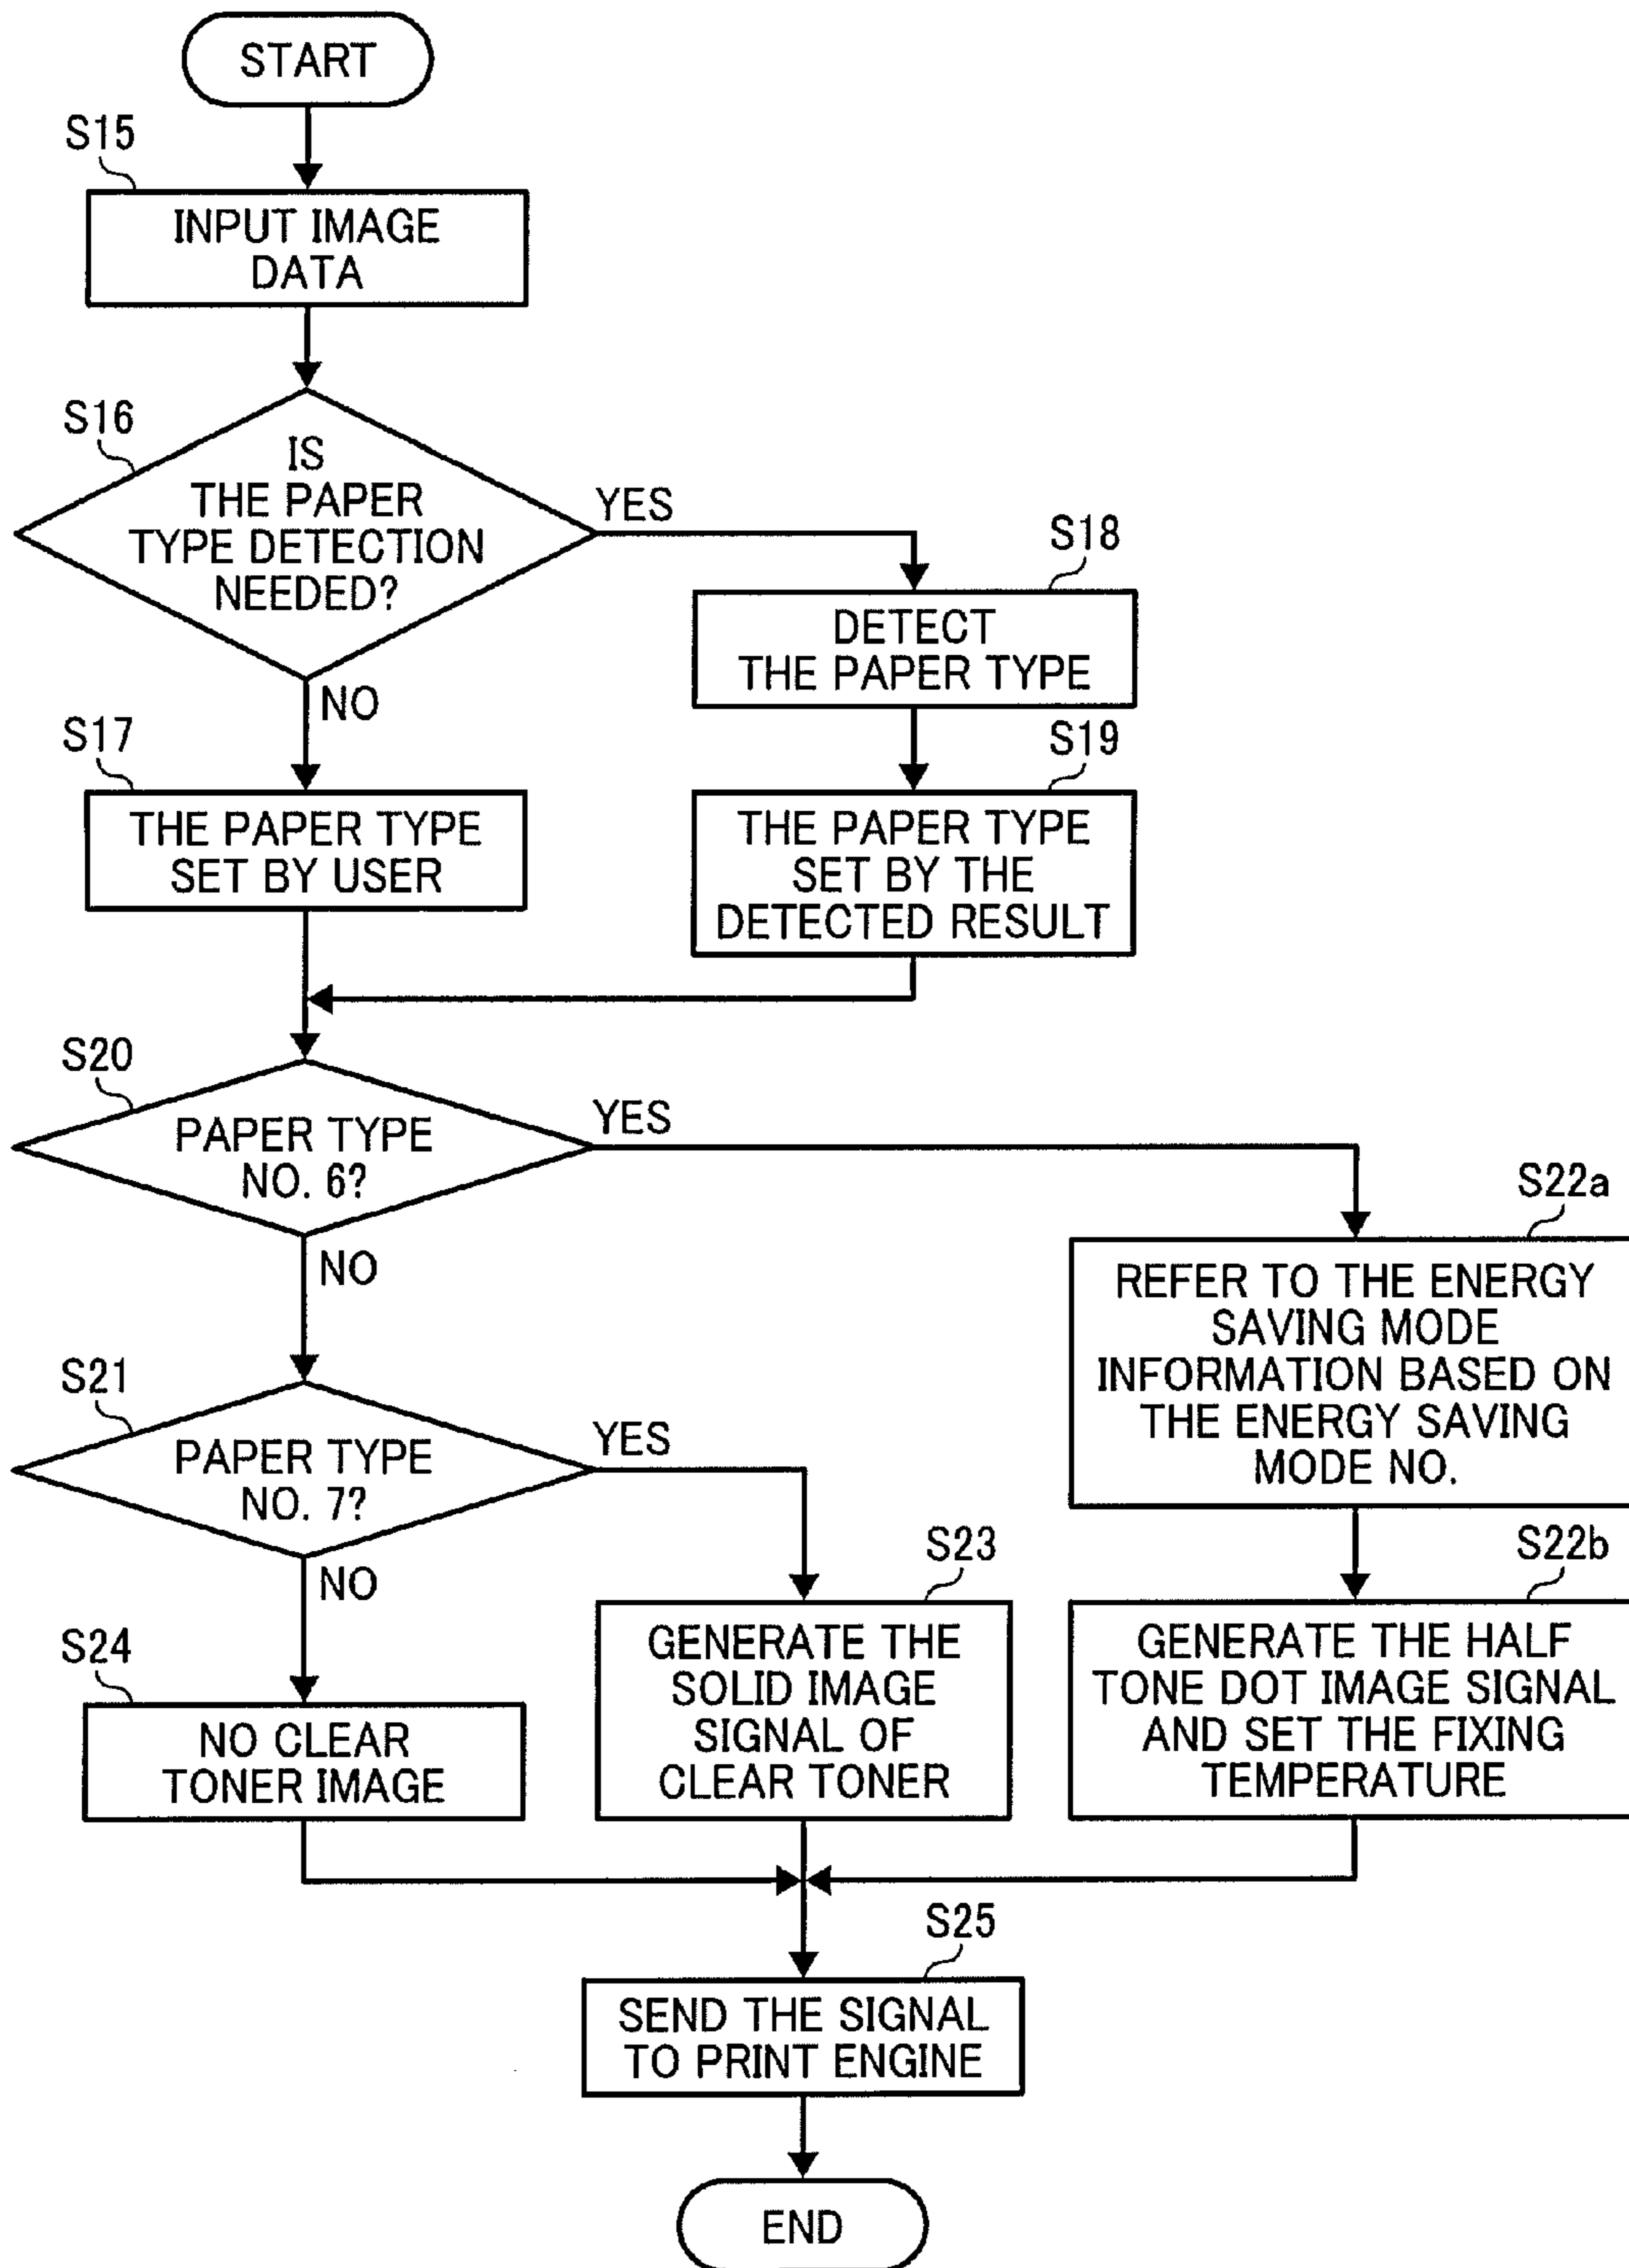 START
S15
INPUT IMAGE
DATA
S16
IS
THE PAPER
TYPE DETECTION
NEEDED?
YES
NO
S18
DETECT
THE PAPER TYPE
S17
THE PAPER TYPE
SET BY USER
S19
THE PAPER TYPE
SET BY THE
DETECTED RESULT
S20
PAPER TYPE
NO. 6?
YES
NO
S22a
REFER TO THE ENERGY
SAVING MODE
INFORMATION BASED ON
THE ENERGY SAVING
MODE NO.
S21
PAPER TYPE
NO. 7?
YES
NO
S23
GENERATE THE
SOLID IMAGE
SIGNAL OF
CLEAR TONER
S22b
GENERATE THE HALF
TONE DOT IMAGE SIGNAL
AND SET THE FIXING
TEMPERATURE
S24
NO CLEAR
TONER IMAGE
S25
SEND THE SIGNAL
TO PRINT ENGINE
END